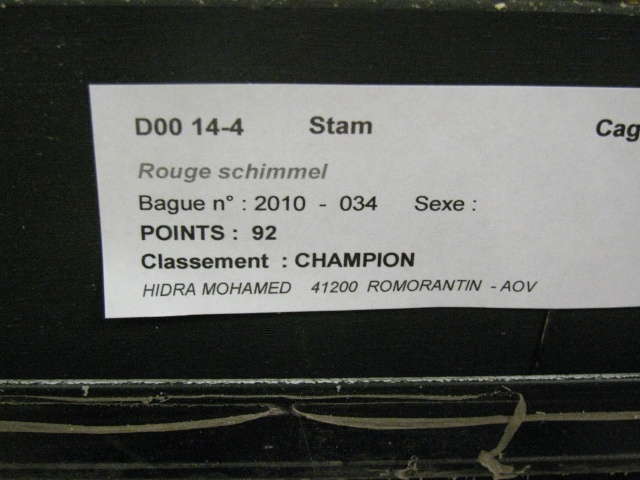 D00 14-4 Stam Cag
Rouge schimmel
Bague n° : 2010 - 034 Sexe :
POINTS : 92
Classement : CHAMPION
HIDRA MOHAMED 41200 ROMORANTIN - AOV